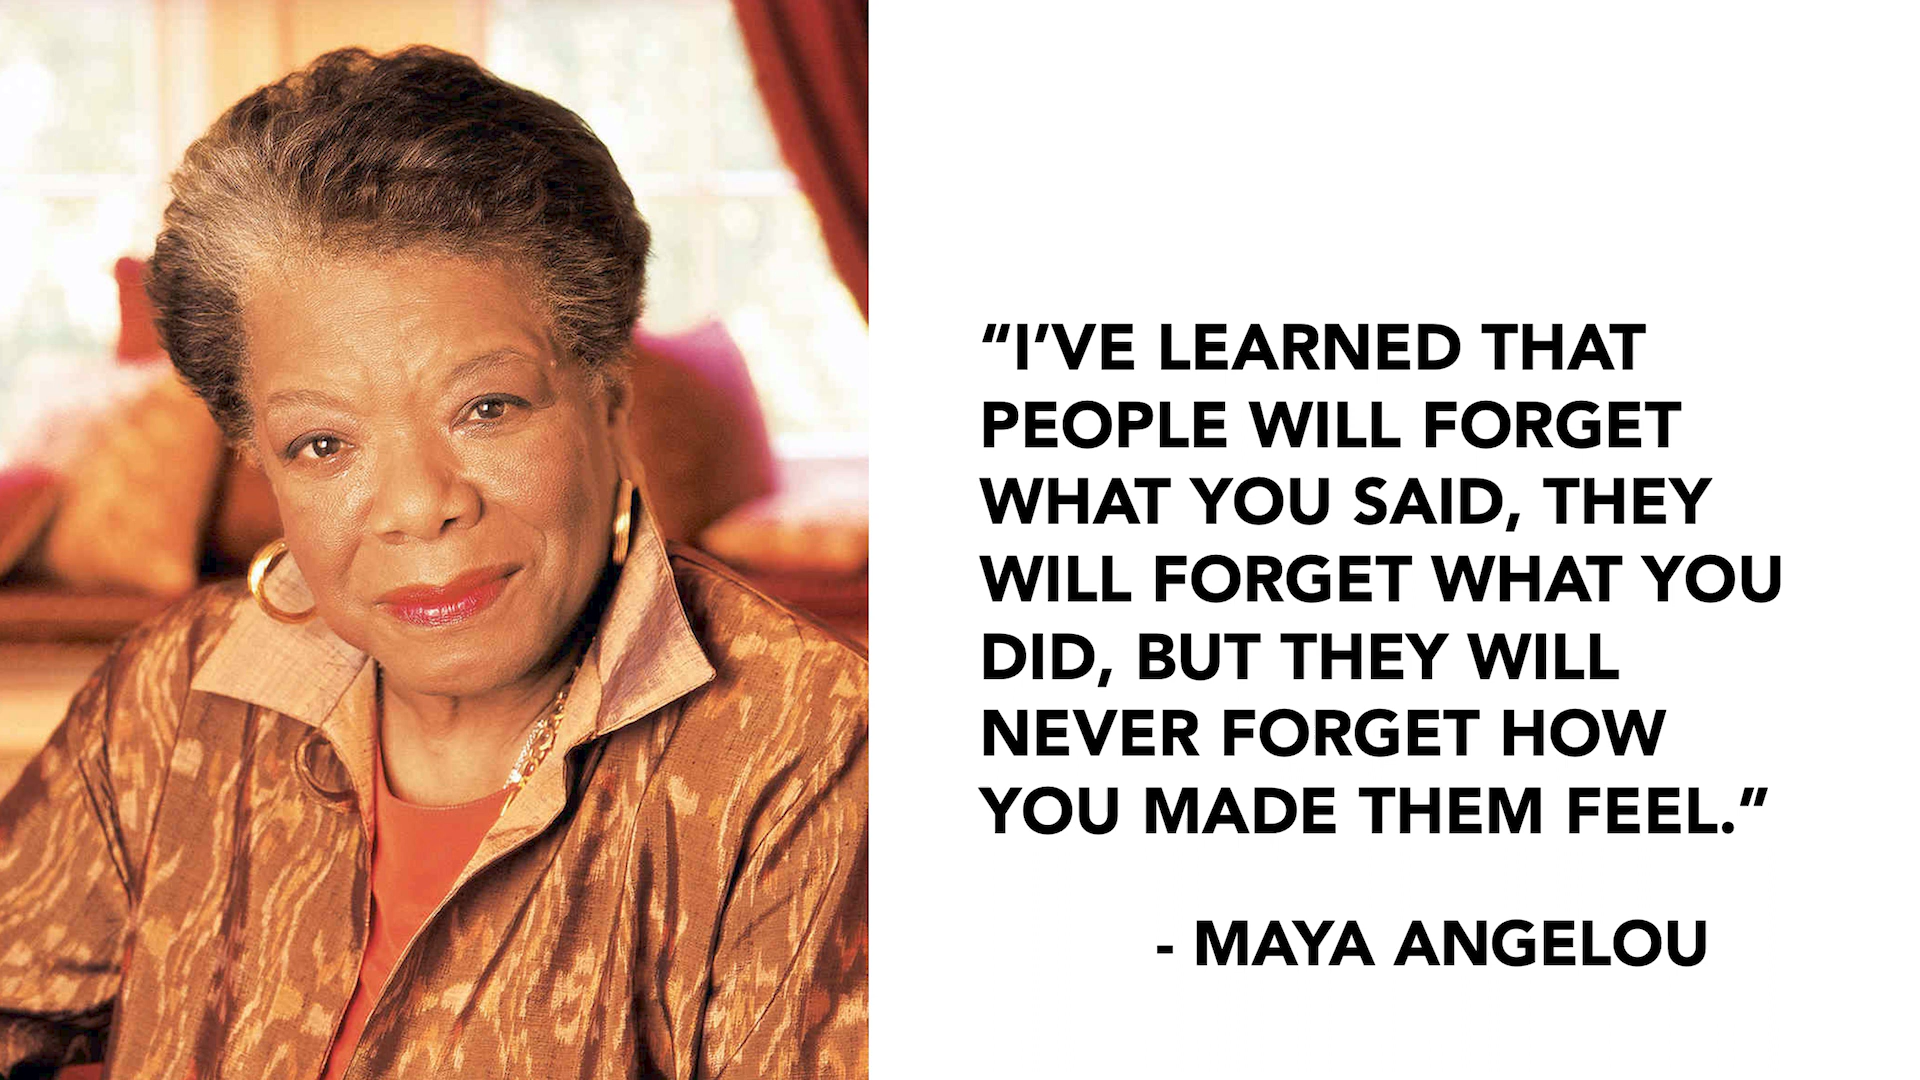 “I’VE LEARNED THAT
PEOPLE WILL FORGET
WHAT YOU SAID, THEY
WILL FORGET WHAT YOU
DID, BUT THEY WILL
NEVER FORGET HOW
YOU MADE THEM FEEL.”
- MAYA ANGELOU